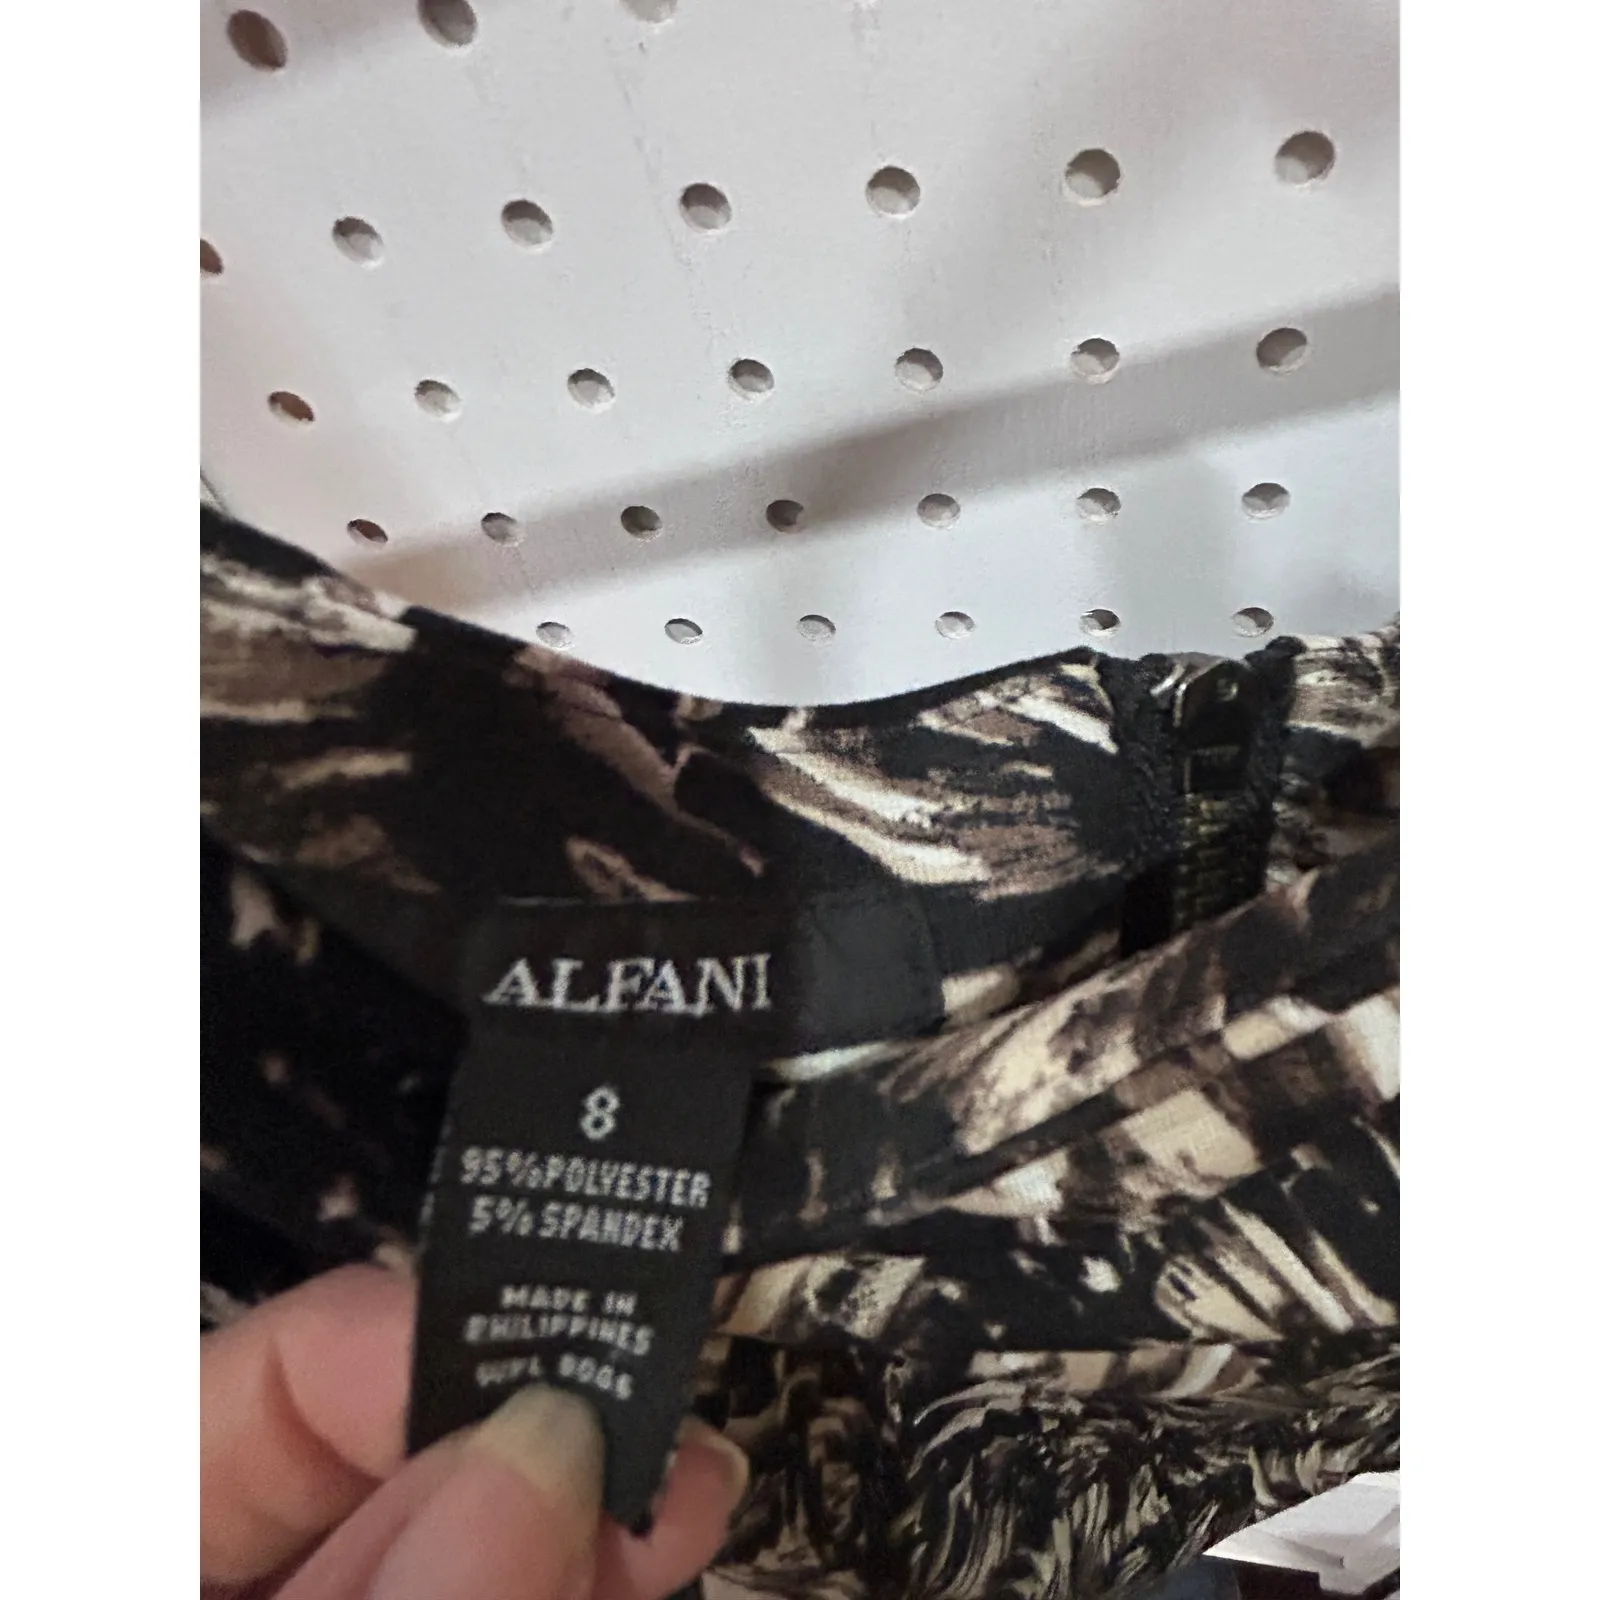 ALFANI
8
95% POLYESTER
5% SPANDEX
MADE IN
PHILIPPINES